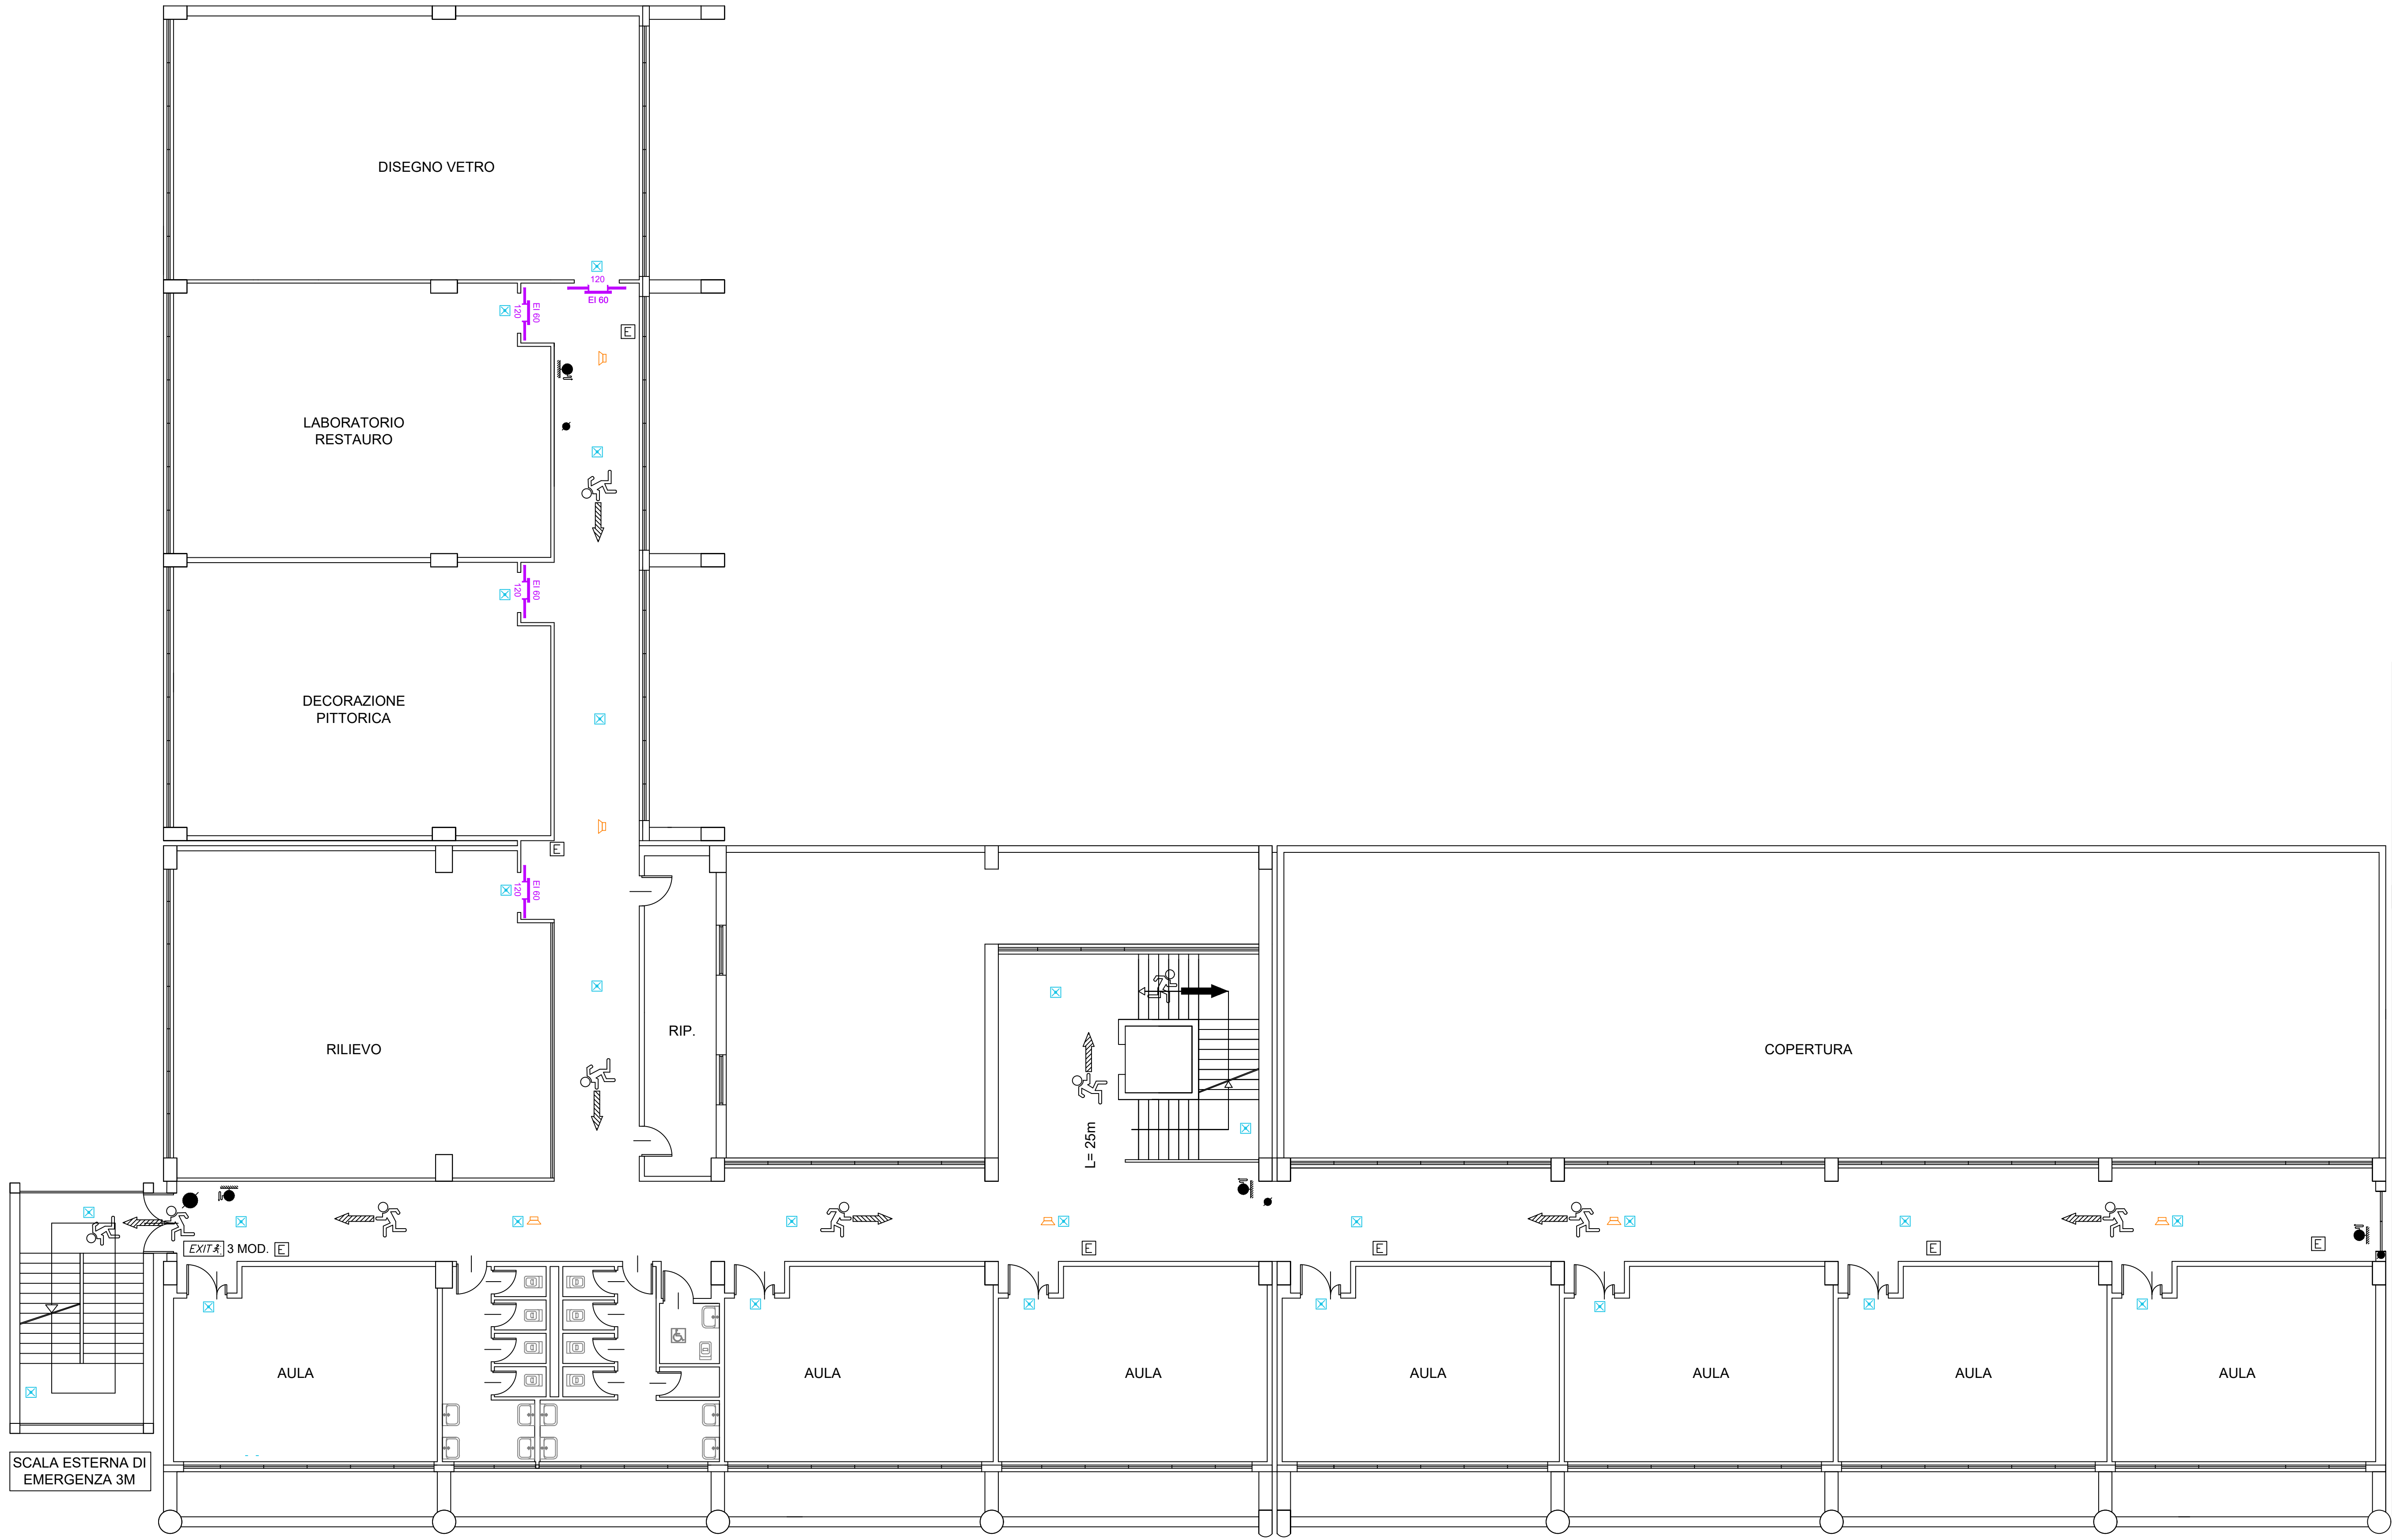 DISEGNO VETRO
120
EI 60
EI 60
120
E
LABORATORIO
RESTAURO
EI 60
120
DECORAZIONE
PITTORICA
E
EI 60
120
RILIEVO
RIP.
L= 25m
COPERTURA
EXIT 3 MOD. E
E
E
E
E
AULA
AULA
AULA
AULA
AULA
AULA
AULA
SCALA ESTERNA DI
EMERGENZA 3M